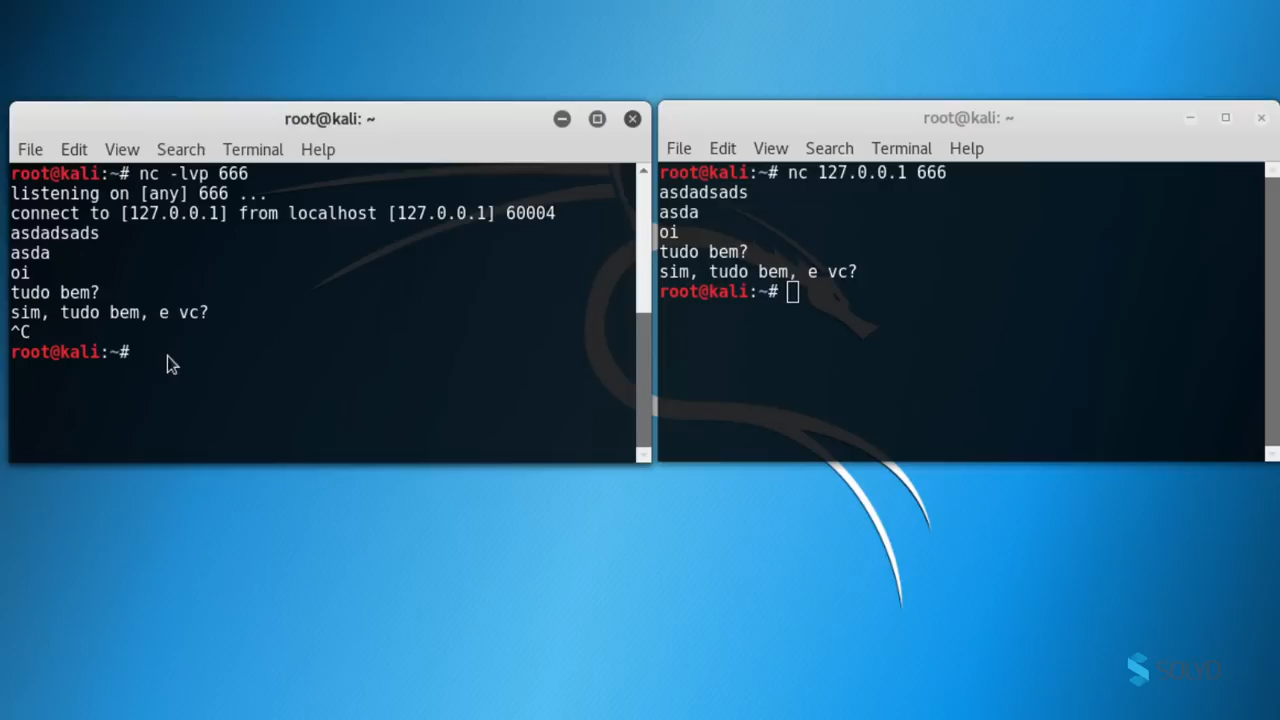 root@kali: ~
File Edit View Search Terminal Help
root@kali:~# nc -lvp 666
listening on [any] 666 ...
connect to [127.0.0.1] from localhost [127.0.0.1] 60004
asdadsads
asda
oi
tudo bem?
sim, tudo bem, e vc?
^C
root@kali:~#
root@kali: ~
File Edit View Search Terminal Help
root@kali:~# nc 127.0.0.1 666
asdadsads
asda
oi
tudo bem?
sim, tudo bem, e vc?
root@kali:~#
SOLYD